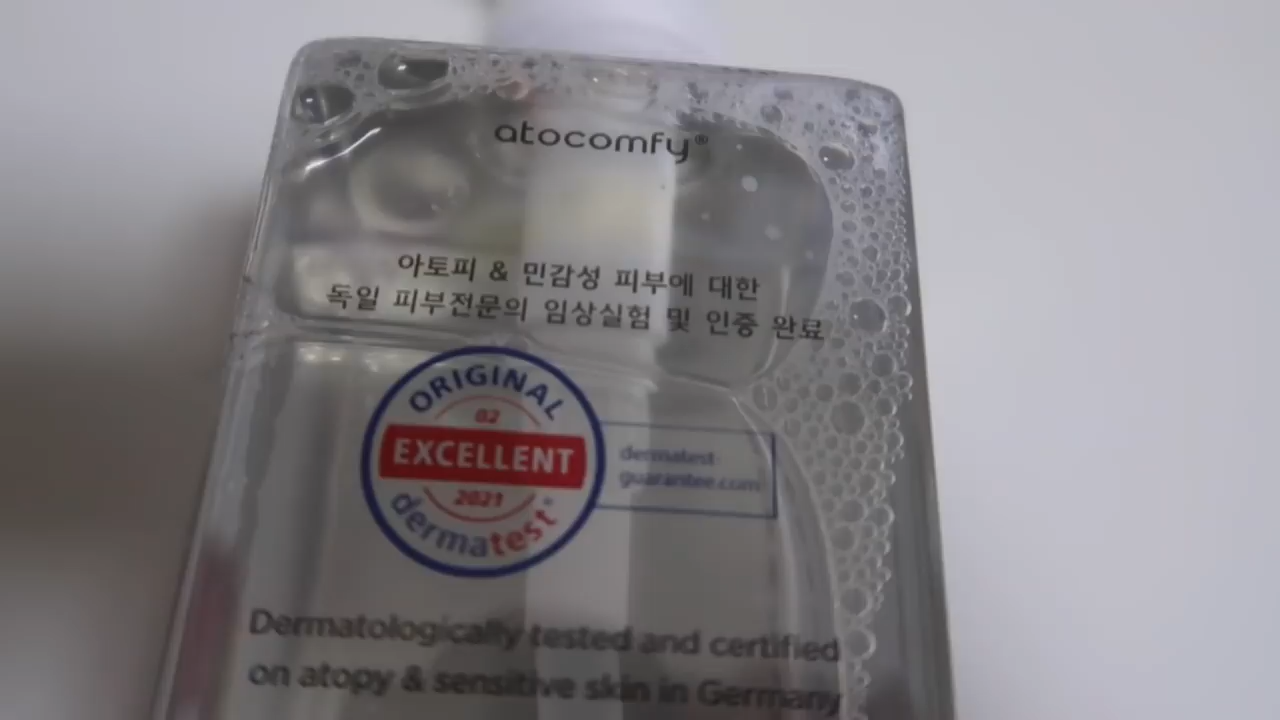 atocomfy®
아토피 & 민감성 피부에 대한
독일 피부전문의 임상실험 및 인증 완료
ORIGINAL
02
EXCELLENT
2021
dermatest®
dermatest-
guarantee.com
Dermatologically tested and certified
on atopy & sensitive skin in Germany